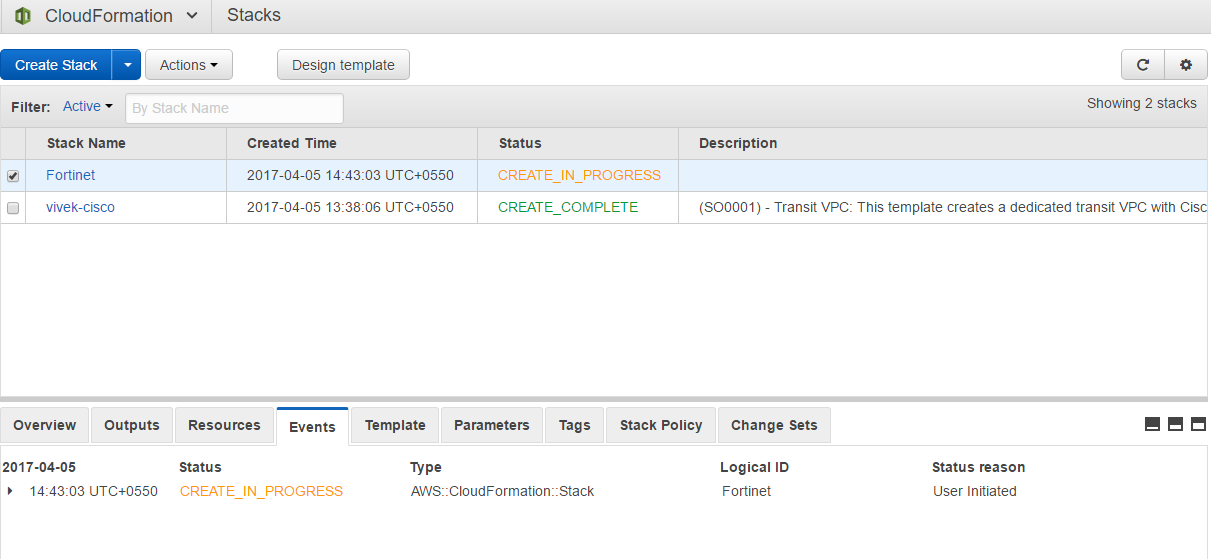 CloudFormation Stacks
Create Stack Actions Design template
Filter: Active By Stack Name Showing 2 stacks
Stack Name Created Time Status Description
Fortinet 2017-04-05 14:43:03 UTC+0550 CREATE_IN_PROGRESS
vivek-cisco 2017-04-05 13:38:06 UTC+0550 CREATE_COMPLETE (SO0001) - Transit VPC: This template creates a dedicated transit VPC with Cisc
Overview Outputs Resources Events Template Parameters Tags Stack Policy Change Sets
2017-04-05 Status Type Logical ID Status reason
14:43:03 UTC+0550 CREATE_IN_PROGRESS AWS::CloudFormation::Stack Fortinet User Initiated